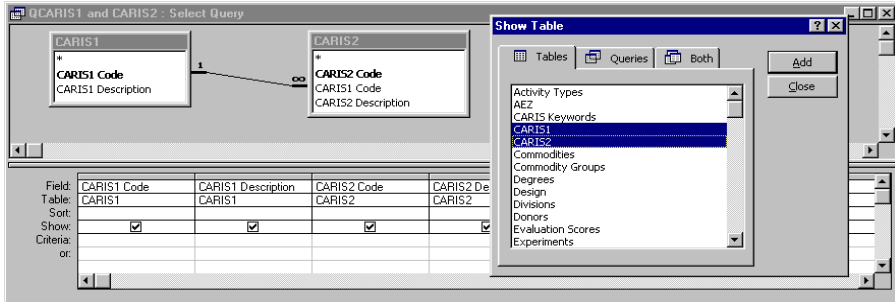 QCARIS1 and CARIS2 : Select Query
CARIS1
*
CARIS1 Code
CARIS1 Description
1
∞
CARIS2
*
CARIS2 Code
CARIS1 Code
CARIS2 Description
Show Table
Tables
Queries
Both
Add
Close
Activity Types
AEZ
CARIS Keywords
CARIS1
CARIS2
Commodities
Commodity Groups
Degrees
Design
Divisions
Donors
Evaluation Scores
Experiments
Field: CARIS1 Code CARIS1 Description CARIS2 Code CARIS2 De
Table: CARIS1 CARIS1 CARIS2 CARIS2
Sort:
Show:
Criteria:
or: